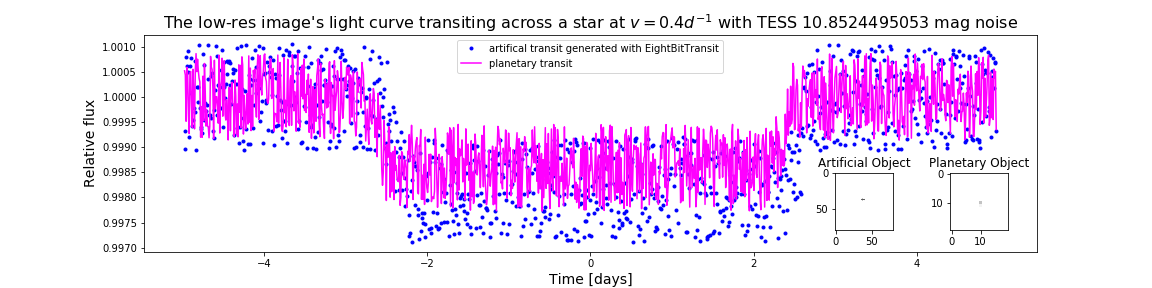 The low-res image's light curve transiting across a star at v = 0.4d⁻¹ with TESS 10.8524495053 mag noise
artifical transit generated with EightBitTransit
planetary transit
Relative flux
1.0010
1.0005
1.0000
0.9995
0.9990
0.9985
0.9980
0.9975
0.9970
Artificial Object
0
50
0 50
Planetary Object
0
10
0 10
−4 −2 0 2 4
Time [days]